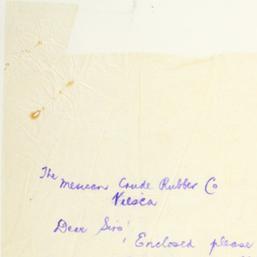 The Mexican Crude Rubber Co
Viesca
Dear Sirs!
Enclosed please